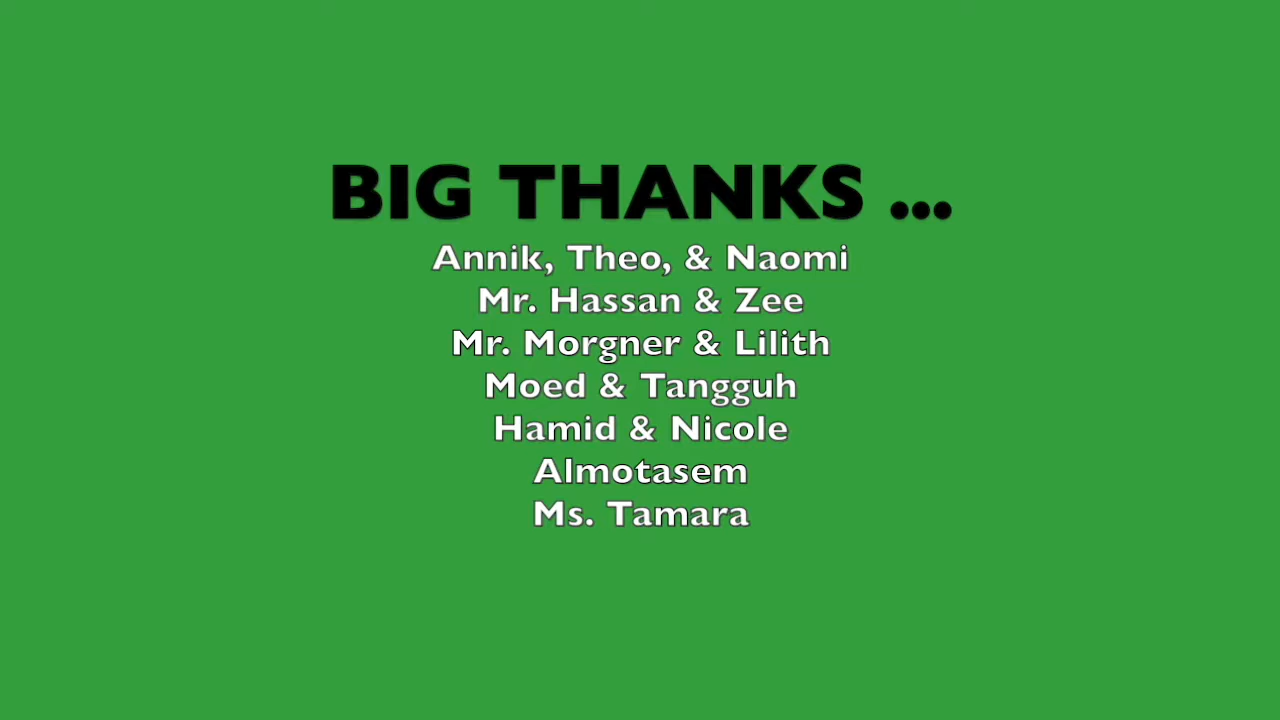 BIG THANKS ...
Annik, Theo, & Naomi
Mr. Hassan & Zee
Mr. Morgner & Lilith
Moed & Tangguh
Hamid & Nicole
Almotasem
Ms. Tamara